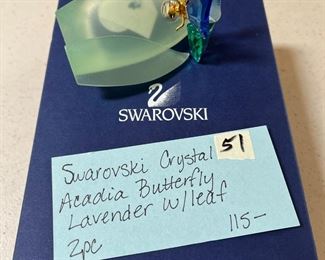 SWAROVSKI
Swarovski Crystal 51
Acadia Butterfly
Lavender w/leaf
2pc 115-